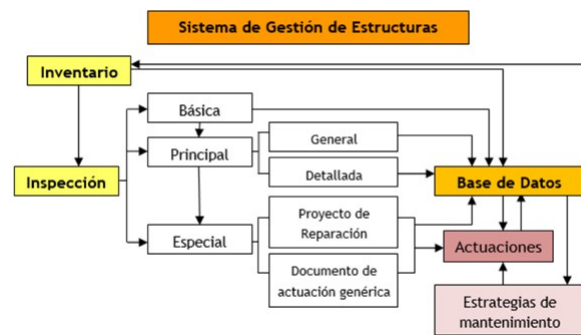 Sistema de Gestión de Estructuras
Inventario
Básica
General
Principal
Detallada
Inspección
Base de Datos
Proyecto de
Reparación
Especial
Actuaciones
Documento de
actuación genérica
Estrategias de
mantenimiento